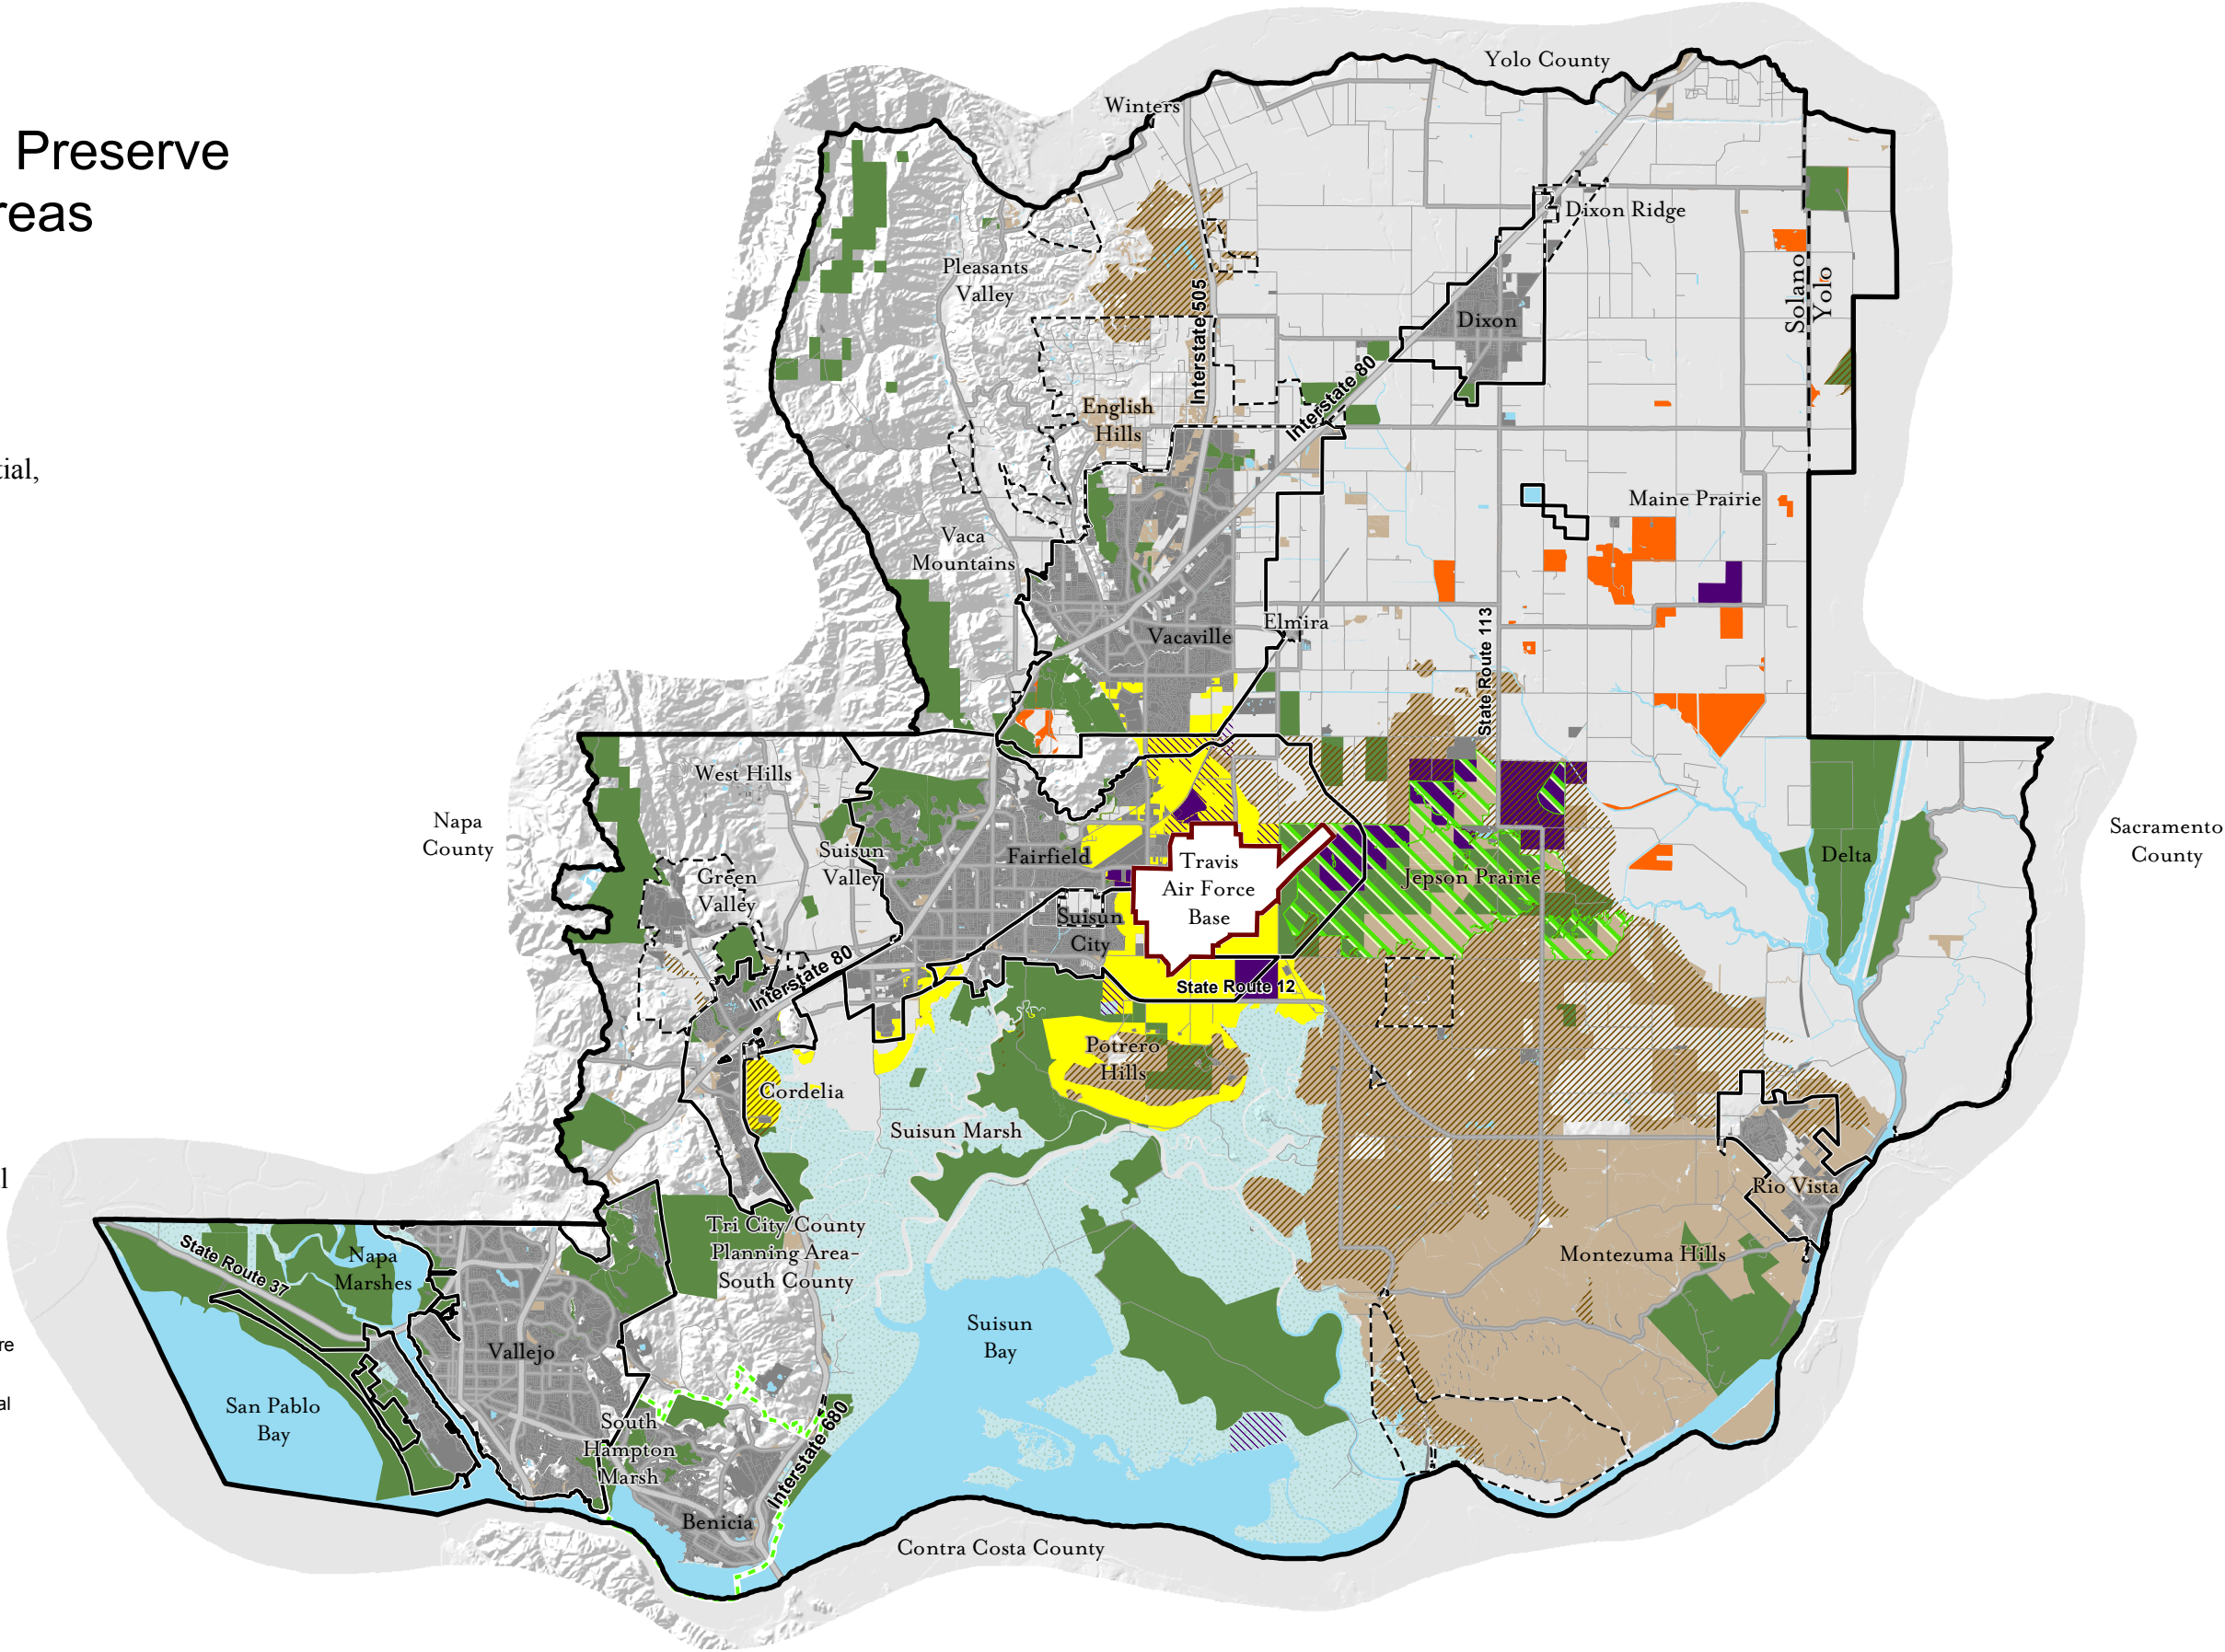 Preserve
reas
tial,
l
re
al
Yolo County
Winters
Dixon Ridge
Pleasants
Valley
Solano
Yolo
Interstate 505
Dixon
English
Hills
Interstate 80
Maine Prairie
Vaca
Mountains
Elmira
Vacaville
State Route 113
West Hills
Napa
County
Suisun
Valley
Fairfield
Travis
Air Force
Base
Green
Valley
Jepson Prairie
Delta
Sacramento
County
Suisun
City
Interstate 80
State Route 12
Potrero
Hills
Cordelia
Suisun Marsh
Rio Vista
Tri City/County
Planning Area-
South County
Montezuma Hills
State Route 37
Napa
Marshes
Vallejo
Suisun
Bay
San Pablo
Bay
South
Hampton
Marsh
Interstate 680
Benicia
Contra Costa County